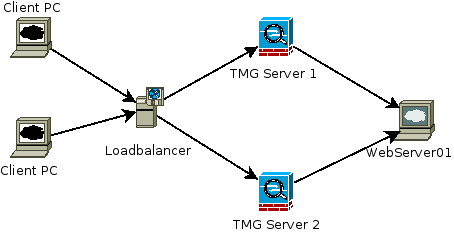 Client PC
TMG Server 1
Loadbalancer
WebServer01
Client PC
TMG Server 2